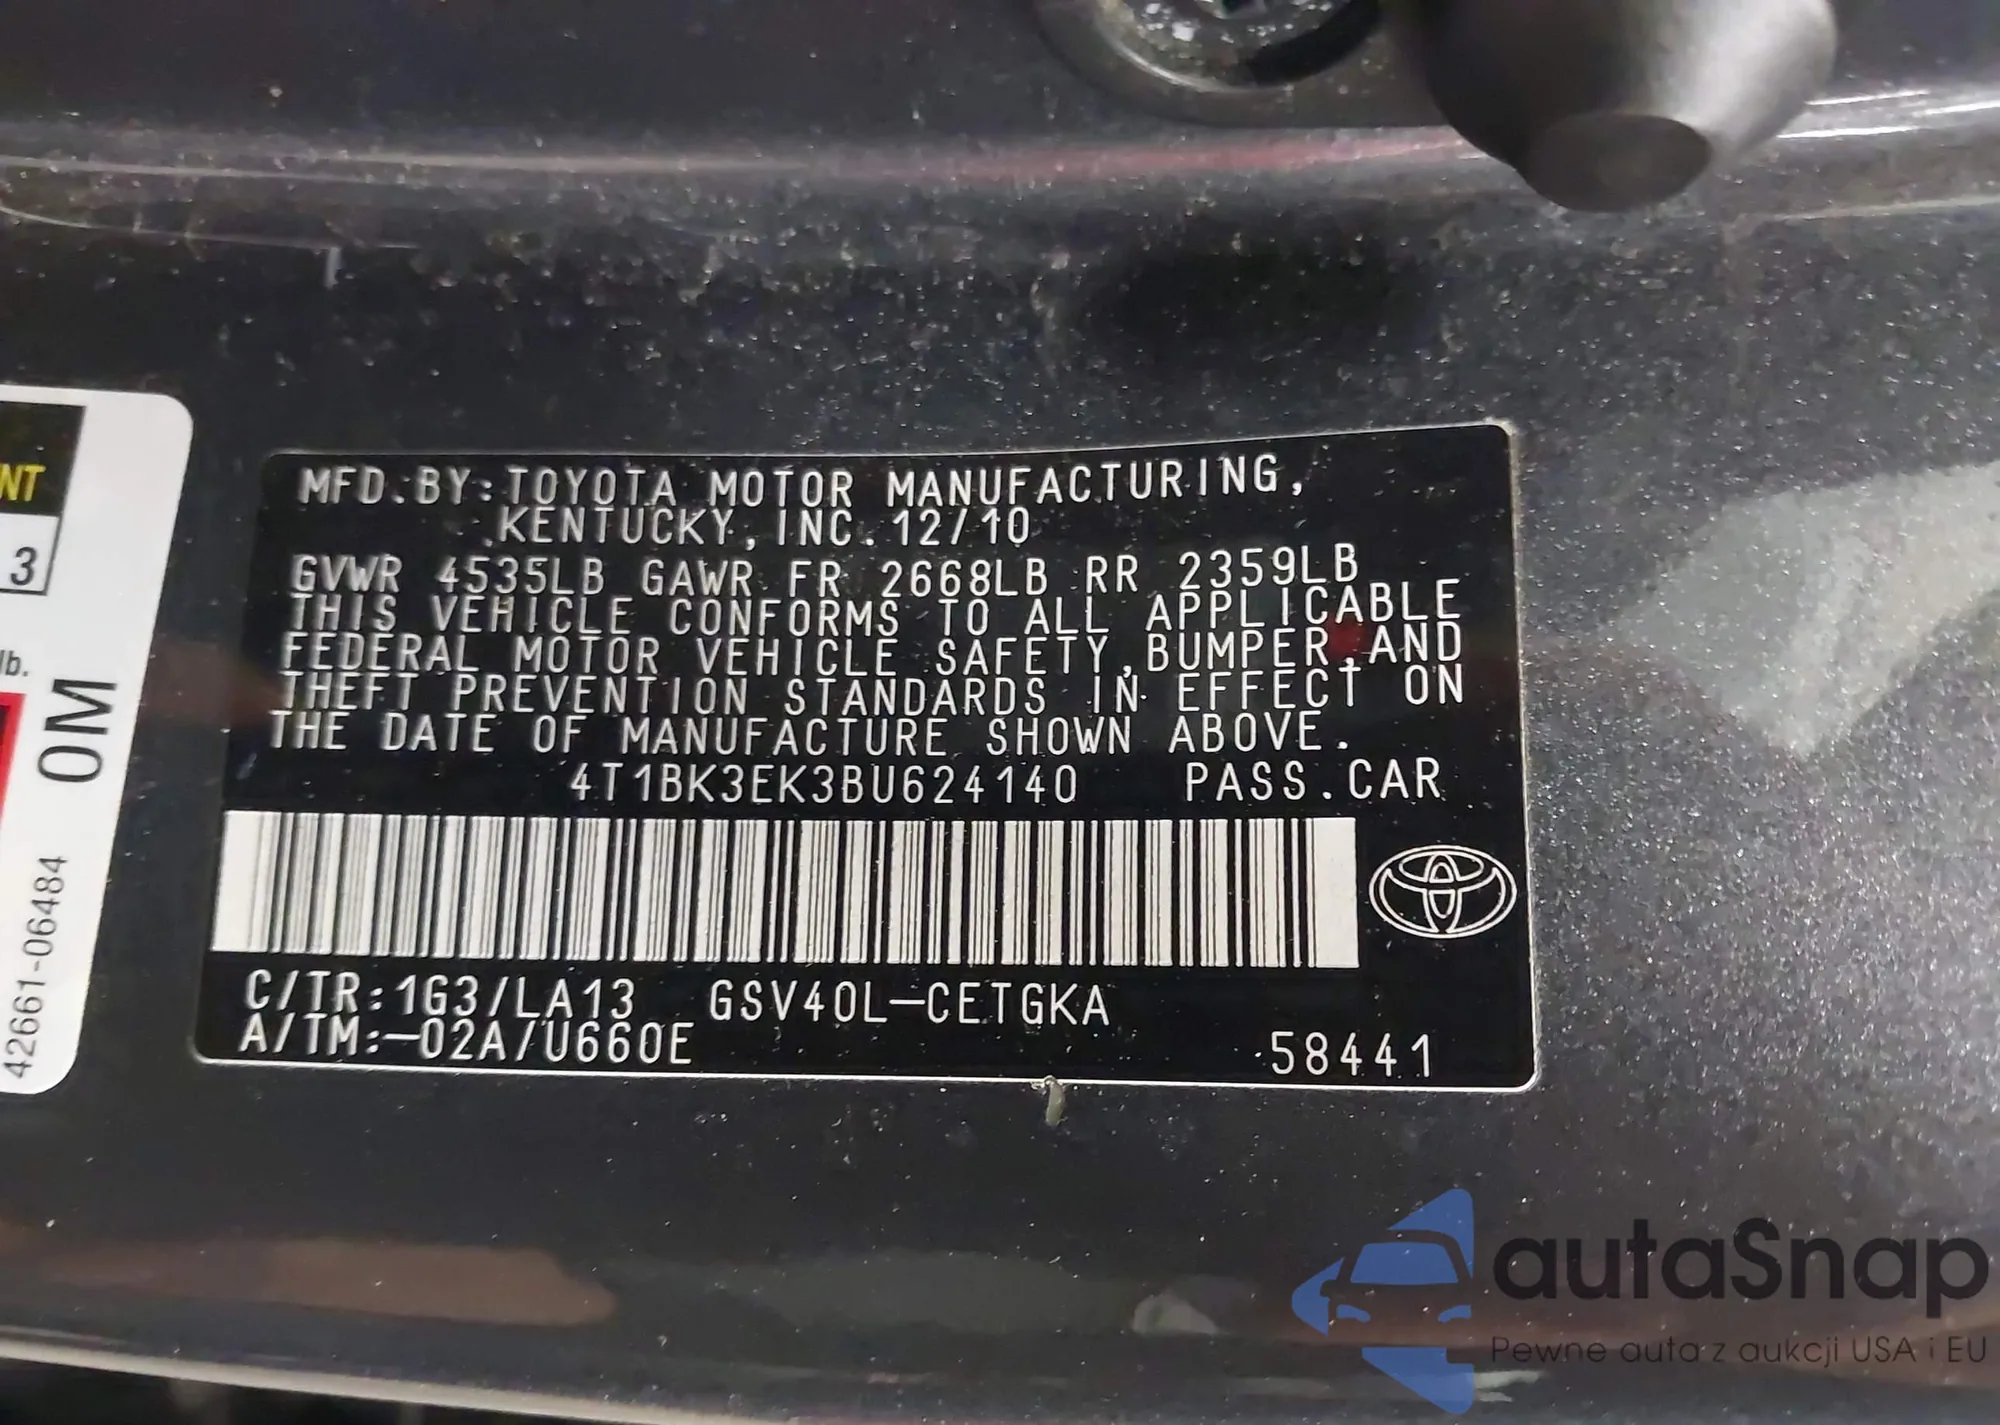 MFD.BY:TOYOTA MOTOR MANUFACTURING,
KENTUCKY, INC. 12/10
GVWR 4535LB GAWR FR 2668LB RR 2359LB
THIS VEHICLE CONFORMS TO ALL APPLICABLE
FEDERAL MOTOR VEHICLE SAFETY,BUMPER,AND
THEFT PREVENTION STANDARDS IN EFFECT ON
THE DATE OF MANUFACTURE SHOWN ABOVE.
4T1BK3EK3BU624140 PASS.CAR
C/TR:1G3/LA13 GSV40L-CETGKA
A/TM:-02A/U660E
58441
NT
3
lb.
0M
42661-06484
autaSnap
Pewne auta z aukcji USA i EU